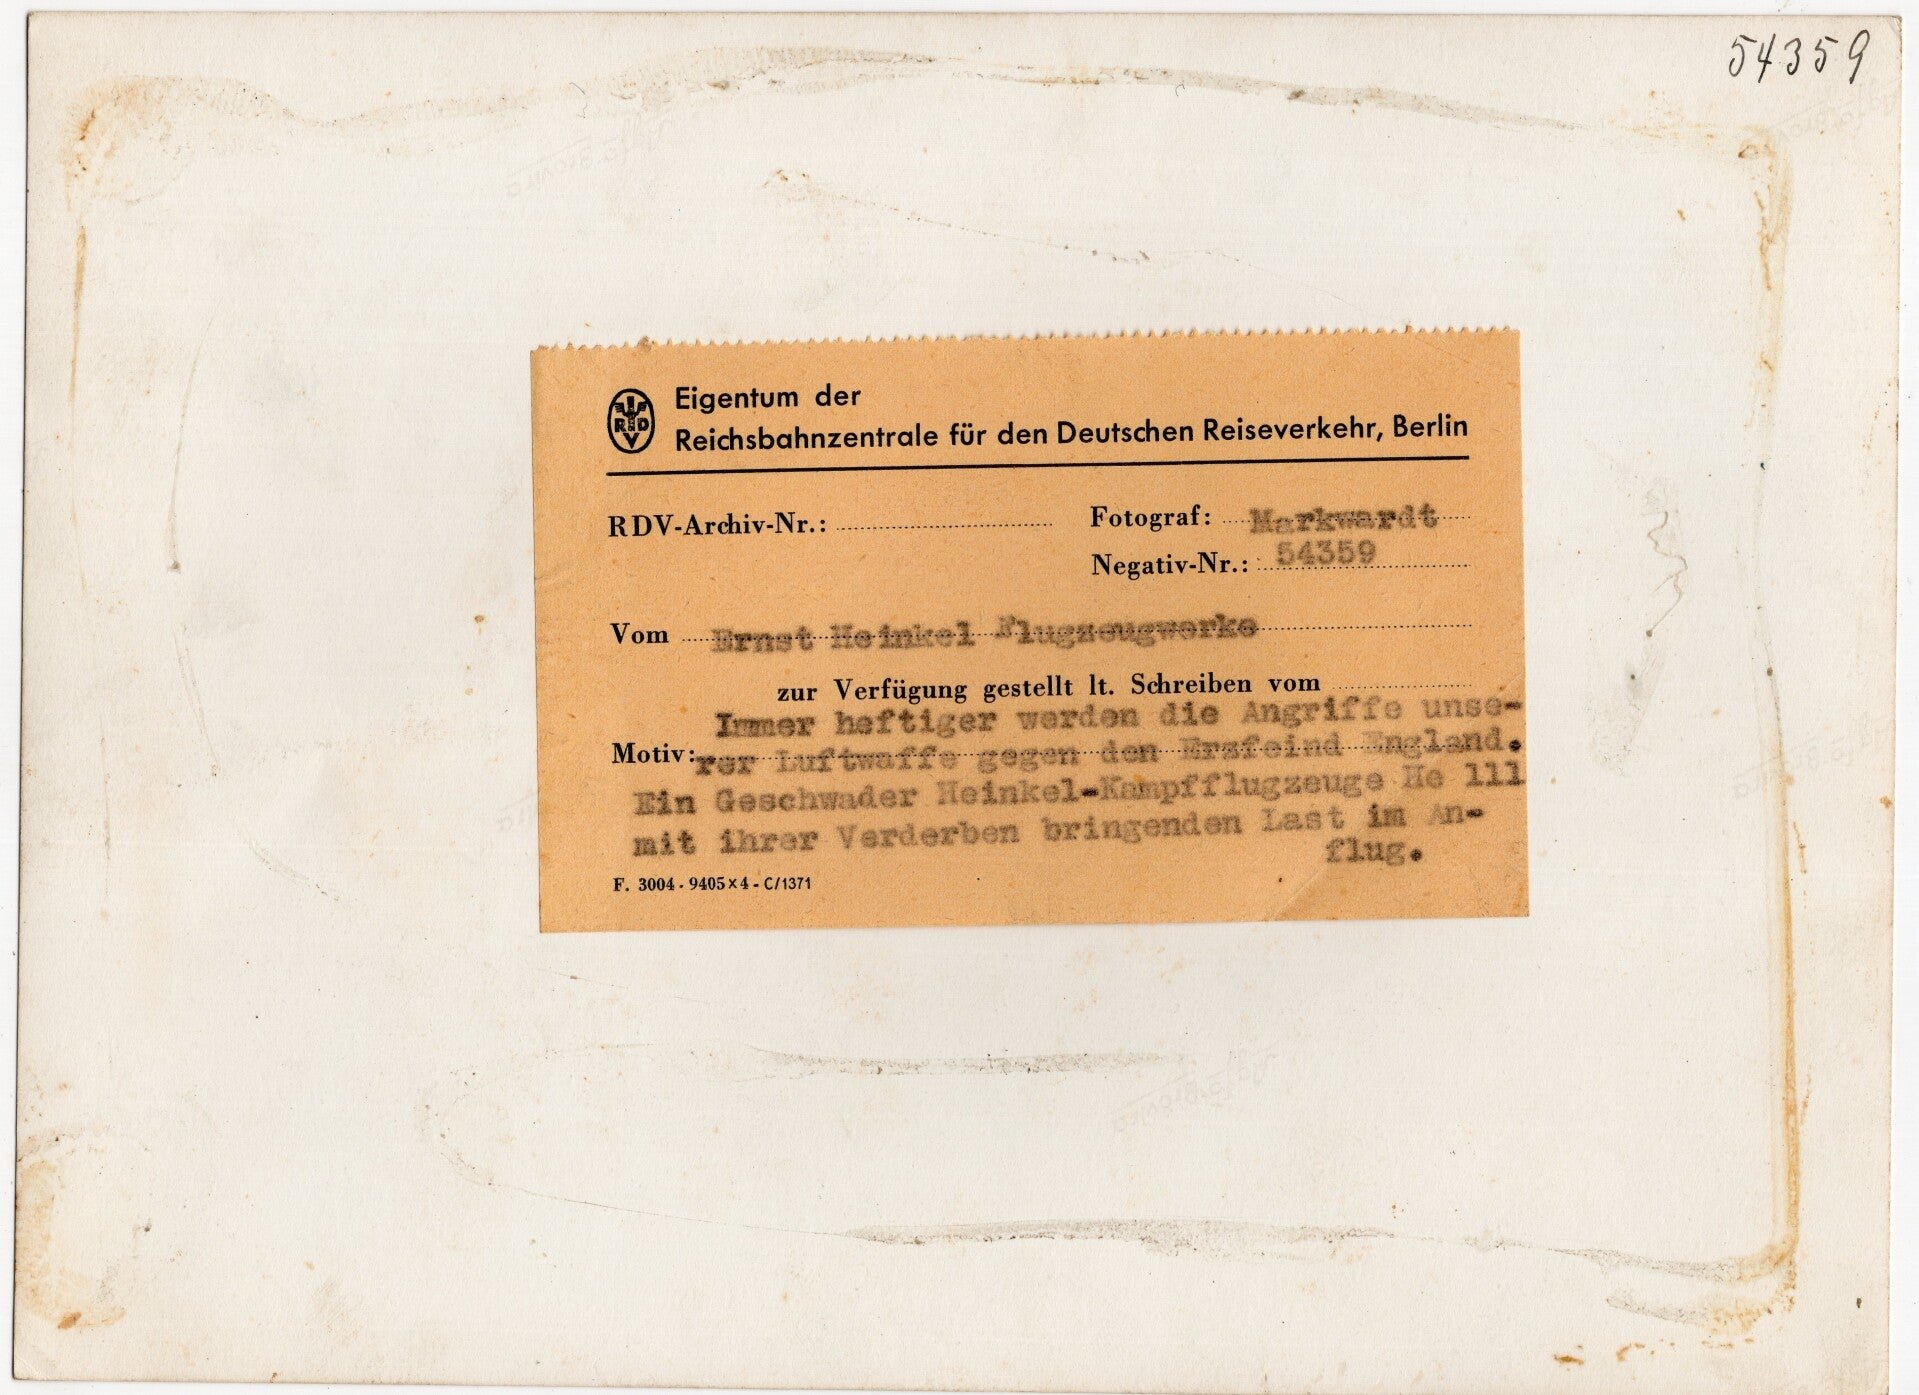 54359
Eigentum der
Reichsbahnzentrale für den Deutschen Reiseverkehr, Berlin
RDV
RDV-Archiv-Nr.:
Fotograf: Markwardt
Negativ-Nr.: 54359
Vom Ernst Heinkel Flugzeugwerke
zur Verfügung gestellt lt. Schreiben vom
Immer heftiger werden die Angriffe unse-
Motiv: rer Luftwaffe gegen den Erzfeind England.
Ein Geschwader Heinkel-Kampfflugzeuge He 111
mit ihrer Verderben bringenden Last im An-
flug.
F. 3004 - 9405×4 - C/1371